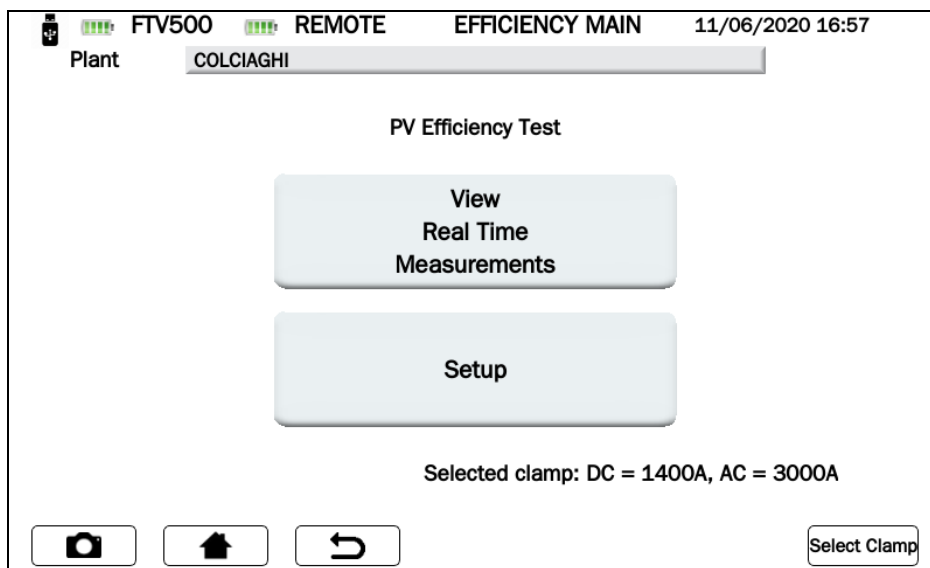 FTV500 REMOTE EFFICIENCY MAIN 11/06/2020 16:57
Plant COLCIAGHI
PV Efficiency Test
View
Real Time
Measurements
Setup
Selected clamp: DC = 1400A, AC = 3000A
Select Clamp